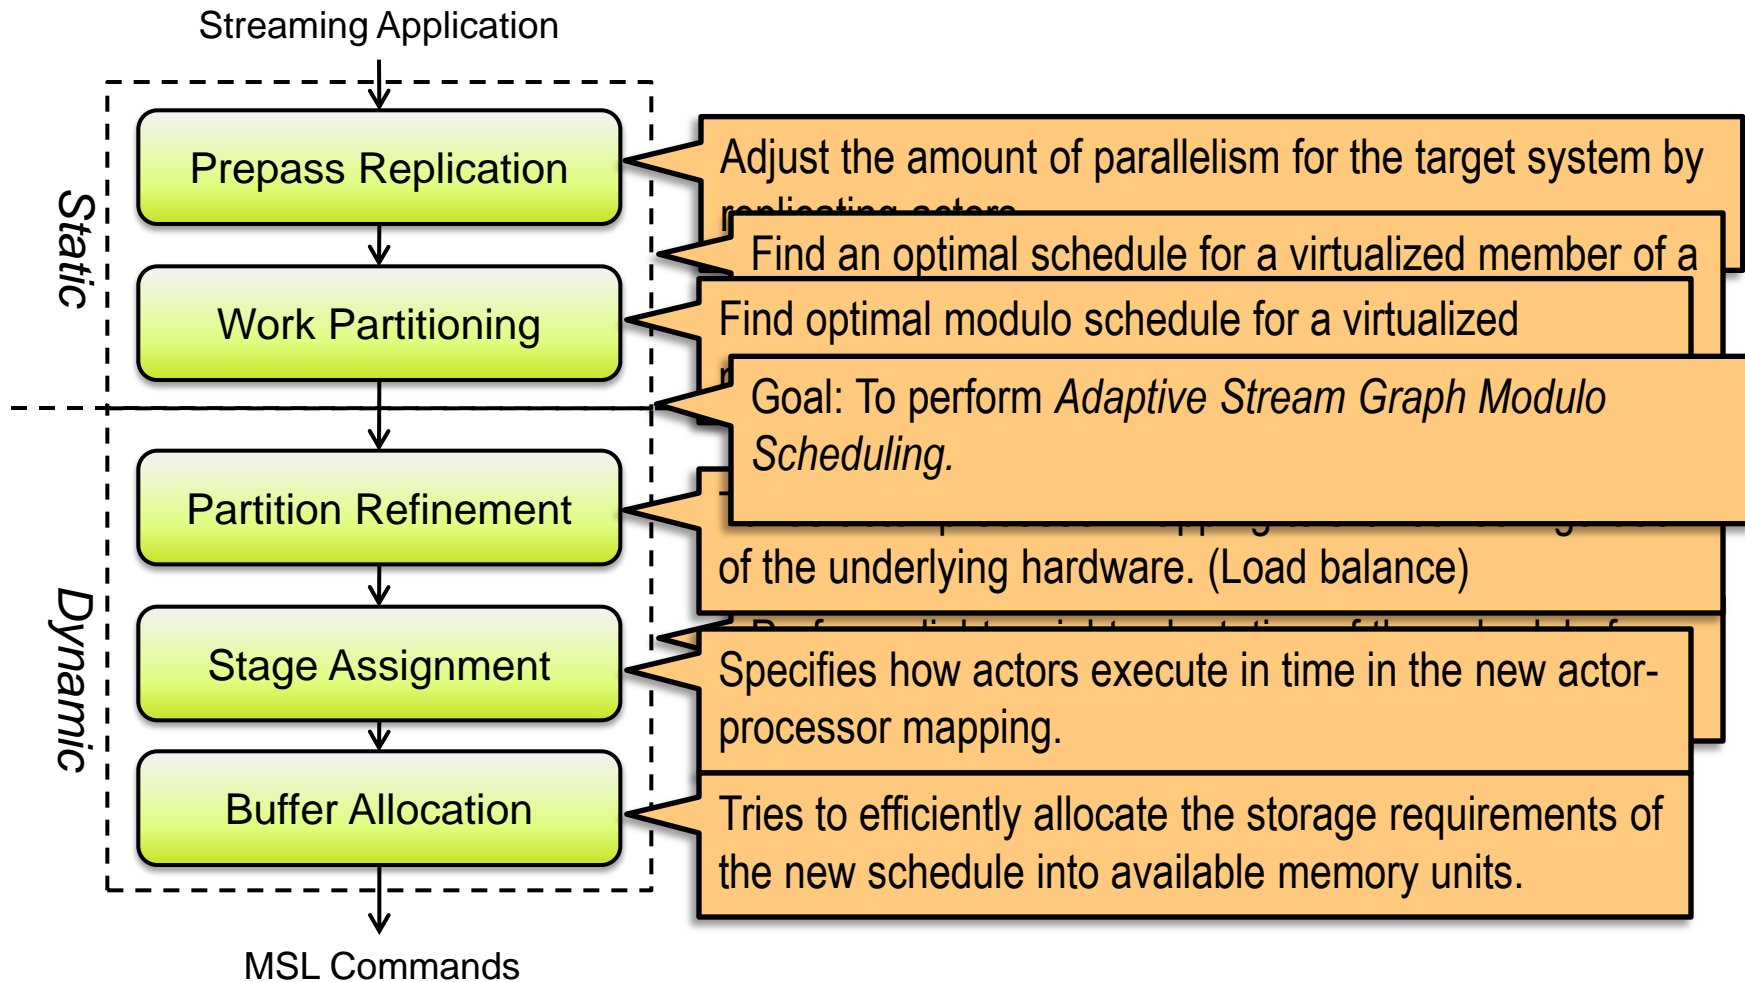 Streaming Application
Static
Prepass Replication
Adjust the amount of parallelism for the target system by
replicating actors
Find an optimal schedule for a virtualized member of a
Work Partitioning
Find optimal modulo schedule for a virtualized
Goal: To perform Adaptive Stream Graph Modulo
Scheduling.
Dynamic
Partition Refinement
of the underlying hardware. (Load balance)
Stage Assignment
Specifies how actors execute in time in the new actor-
processor mapping.
Buffer Allocation
Tries to efficiently allocate the storage requirements of
the new schedule into available memory units.
MSL Commands